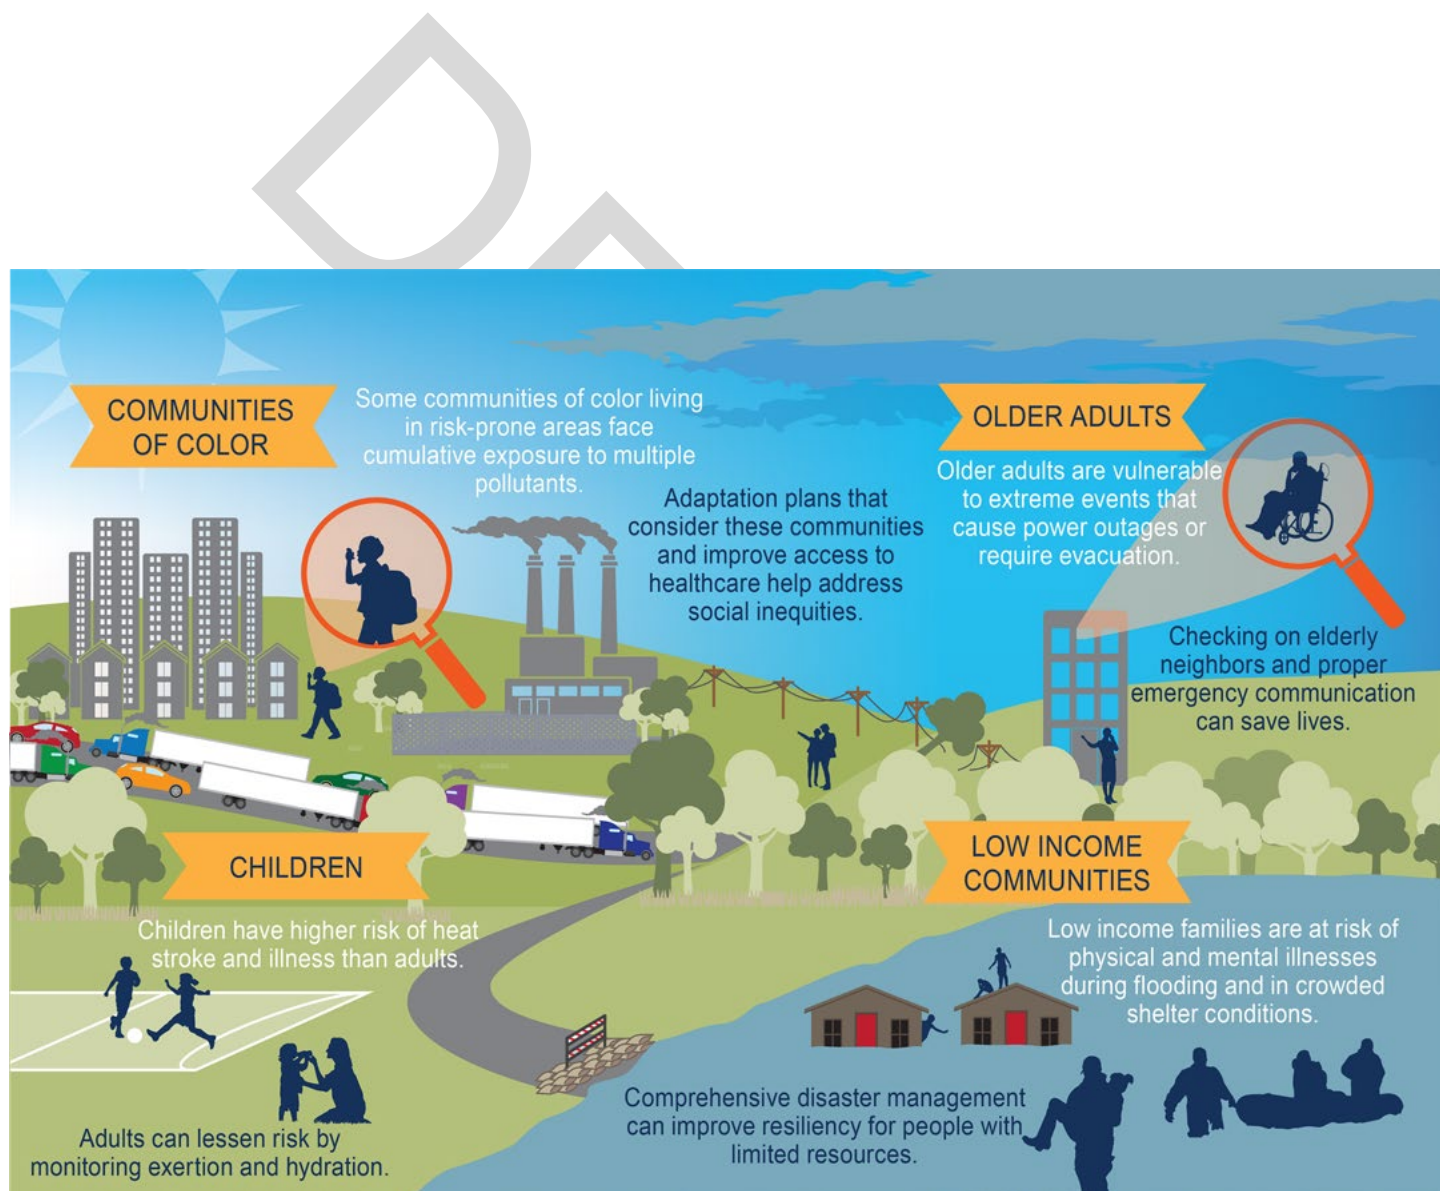 COMMUNITIES
OF COLOR
Some communities of color living
in risk-prone areas face
cumulative exposure to multiple
pollutants.
Adaptation plans that
consider these communities
and improve access to
healthcare help address
social inequities.
OLDER ADULTS
Older adults are vulnerable
to extreme events that
cause power outages or
require evacuation.
Checking on elderly
neighbors and proper
emergency communication
can save lives.
CHILDREN
Children have higher risk of heat
stroke and illness than adults.
Adults can lessen risk by
monitoring exertion and hydration.
LOW INCOME
COMMUNITIES
Low income families are at risk of
physical and mental illnesses
during flooding and in crowded
shelter conditions.
Comprehensive disaster management
can improve resiliency for people with
limited resources.